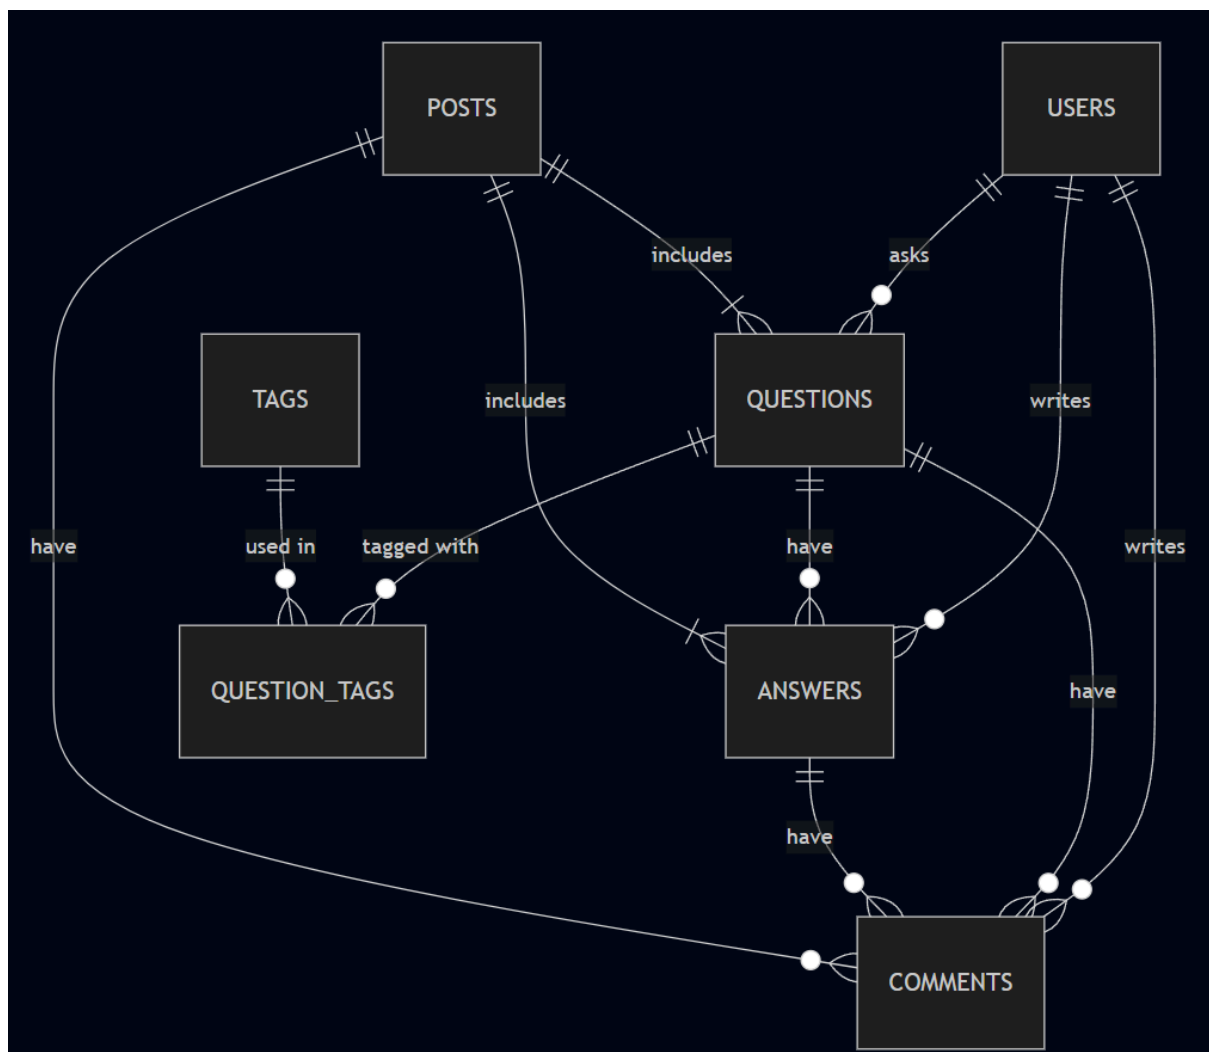 POSTS
USERS
includes
asks
TAGS
includes
QUESTIONS
writes
have
used in
tagged with
have
writes
QUESTION_TAGS
ANSWERS
have
have
COMMENTS